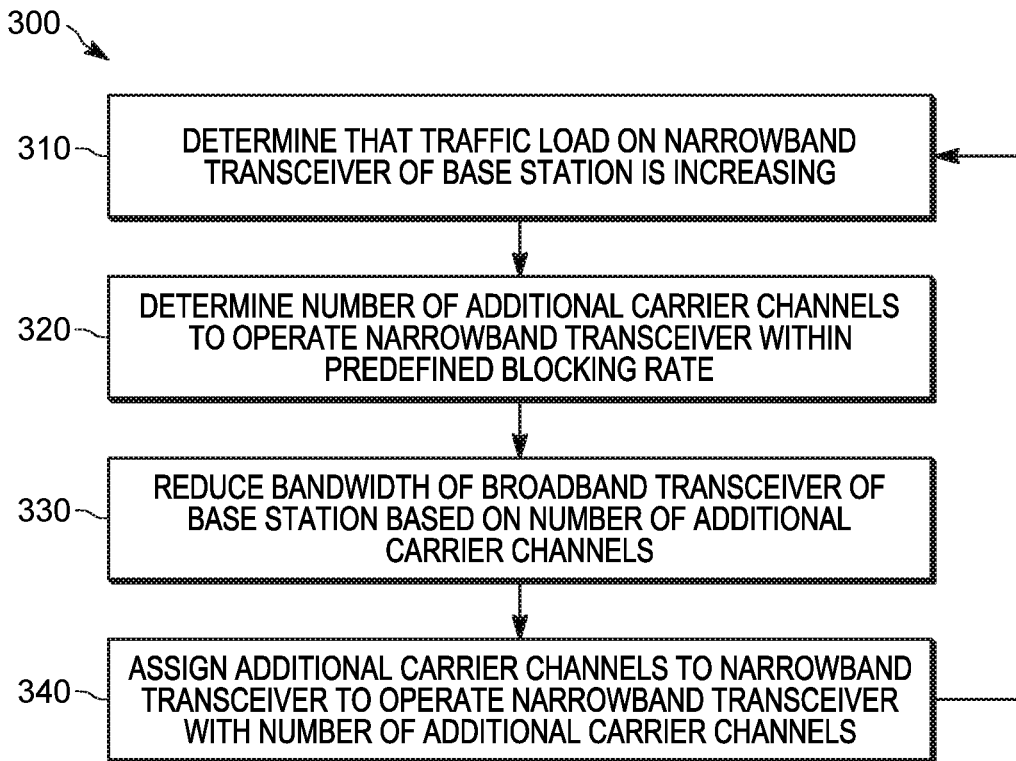 300
310
DETERMINE THAT TRAFFIC LOAD ON NARROWBAND
TRANSCEIVER OF BASE STATION IS INCREASING
320
DETERMINE NUMBER OF ADDITIONAL CARRIER CHANNELS
TO OPERATE NARROWBAND TRANSCEIVER WITHIN
PREDEFINED BLOCKING RATE
330
REDUCE BANDWIDTH OF BROADBAND TRANSCEIVER OF
BASE STATION BASED ON NUMBER OF ADDITIONAL
CARRIER CHANNELS
340
ASSIGN ADDITIONAL CARRIER CHANNELS TO NARROWBAND
TRANSCEIVER TO OPERATE NARROWBAND TRANSCEIVER
WITH NUMBER OF ADDITIONAL CARRIER CHANNELS